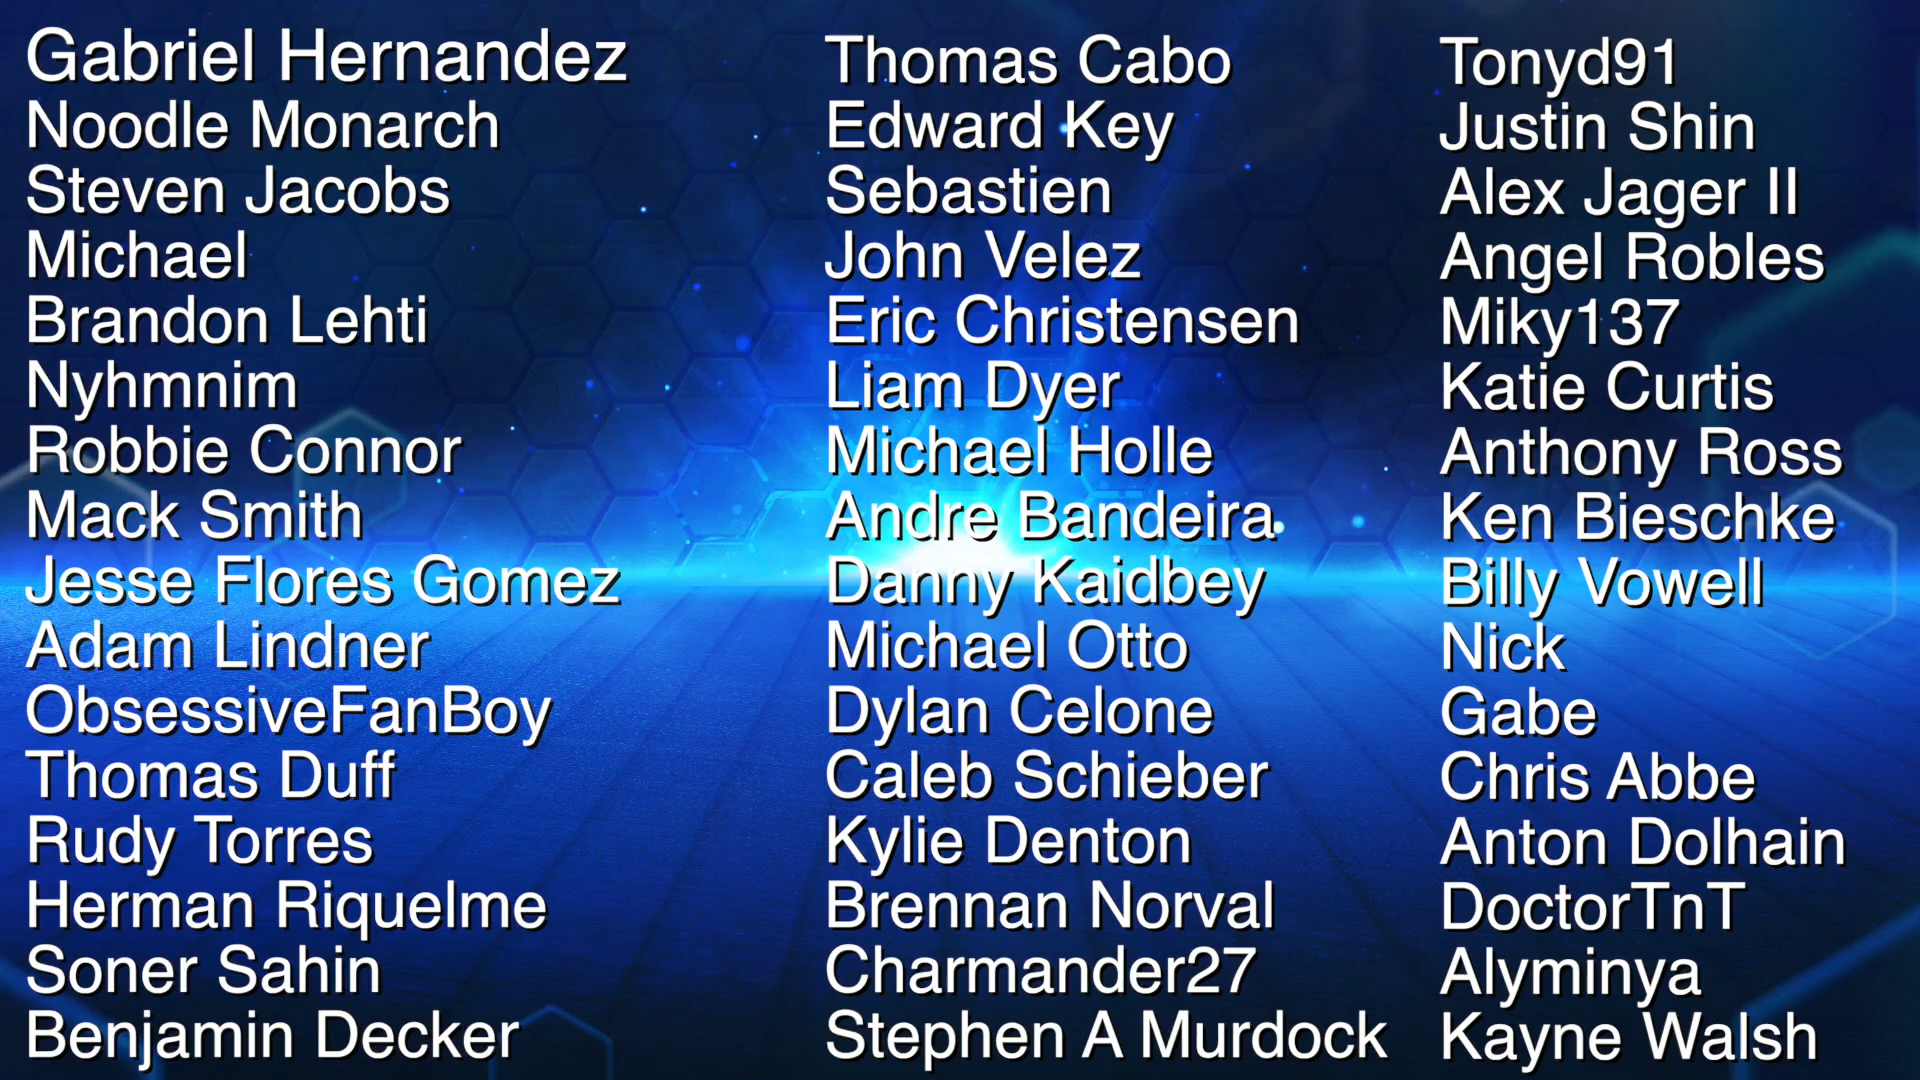 Gabriel Hernandez
Noodle Monarch
Steven Jacobs
Michael
Brandon Lehti
Nyhmnim
Robbie Connor
Mack Smith
Jesse Flores Gomez
Adam Lindner
ObsessiveFanBoy
Thomas Duff
Rudy Torres
Herman Riquelme
Soner Sahin
Benjamin Decker
Thomas Cabo
Edward Key
Sebastien
John Velez
Eric Christensen
Liam Dyer
Michael Holle
Andre Bandeira
Danny Kaidbey
Michael Otto
Dylan Celone
Caleb Schieber
Kylie Denton
Brennan Norval
Charmander27
Stephen A Murdock
Tonyd91
Justin Shin
Alex Jager II
Angel Robles
Miky137
Katie Curtis
Anthony Ross
Ken Bieschke
Billy Vowell
Nick
Gabe
Chris Abbe
Anton Dolhain
DoctorTnT
Alyminya
Kayne Walsh